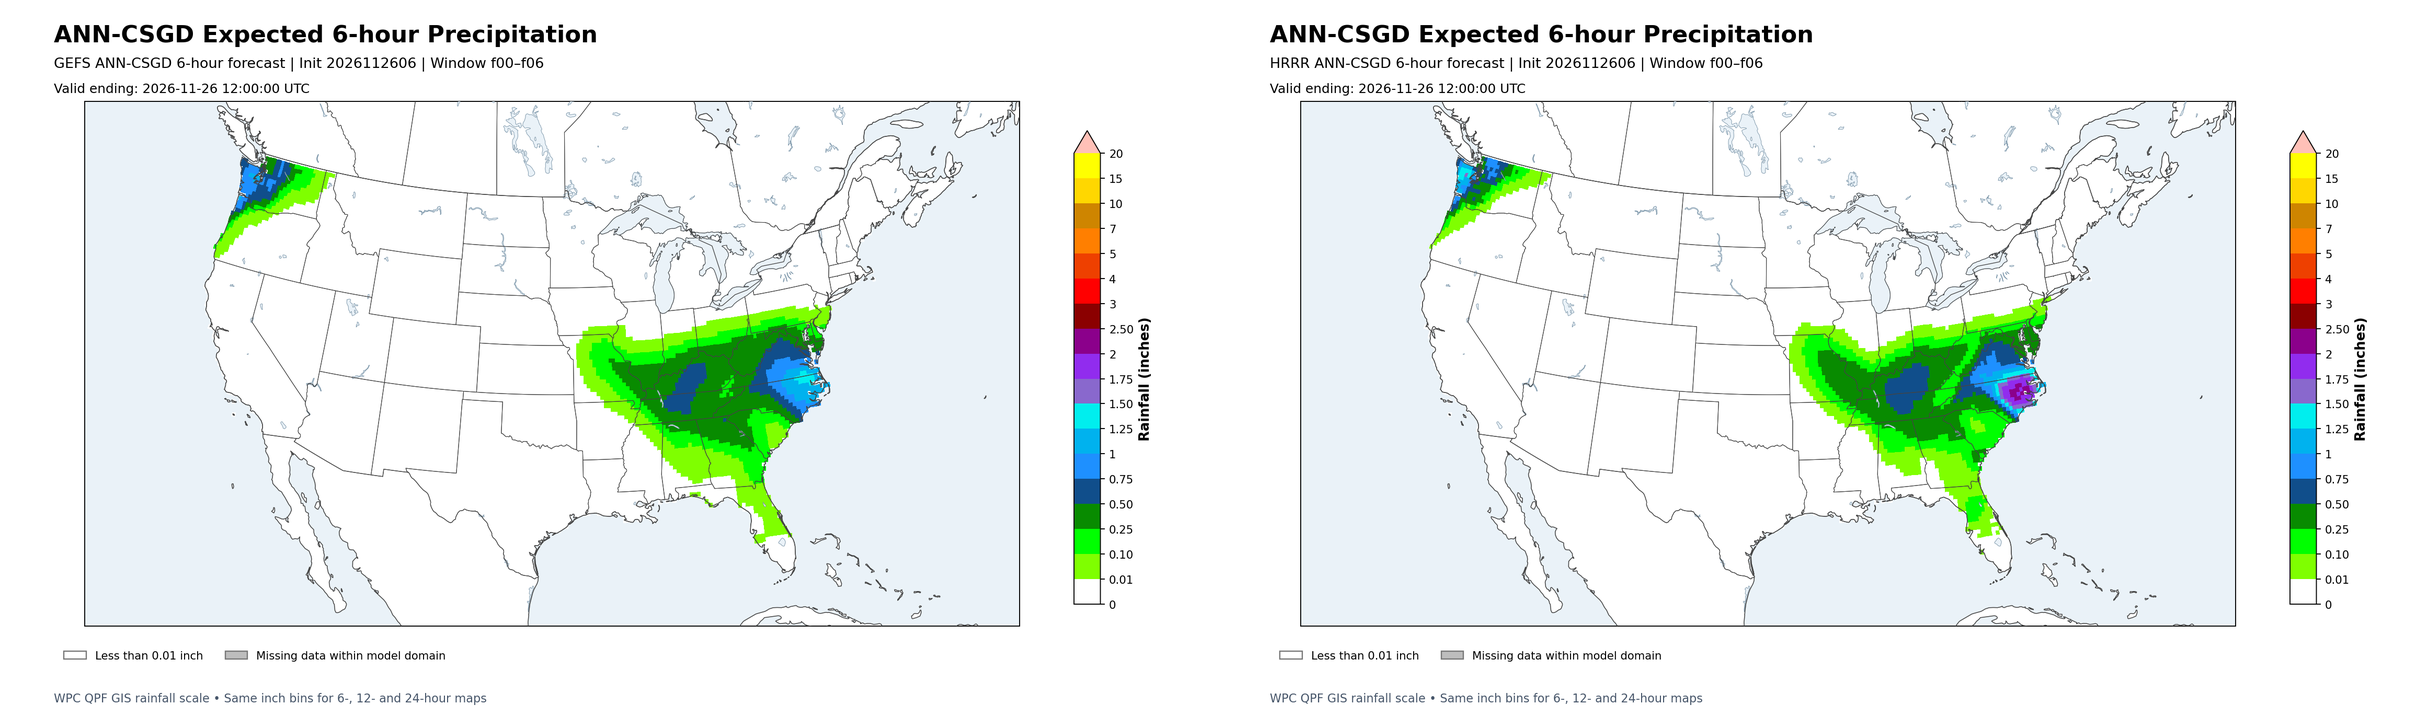 ANN-CSGD Expected 6-hour Precipitation
GEFS ANN-CSGD 6-hour forecast | Init 2026112606 | Window f00–f06
Valid ending: 2026-11-26 12:00:00 UTC
20
15
10
7
5
4
3
2.50
2
1.75
1.50
1.25
1
0.75
0.50
0.25
0.10
0.01
0
Rainfall (inches)
Less than 0.01 inch
Missing data within model domain
WPC QPF GIS rainfall scale • Same inch bins for 6-, 12- and 24-hour maps
ANN-CSGD Expected 6-hour Precipitation
HRRR ANN-CSGD 6-hour forecast | Init 2026112606 | Window f00–f06
Valid ending: 2026-11-26 12:00:00 UTC
20
15
10
7
5
4
3
2.50
2
1.75
1.50
1.25
1
0.75
0.50
0.25
0.10
0.01
0
Rainfall (inches)
Less than 0.01 inch
Missing data within model domain
WPC QPF GIS rainfall scale • Same inch bins for 6-, 12- and 24-hour maps